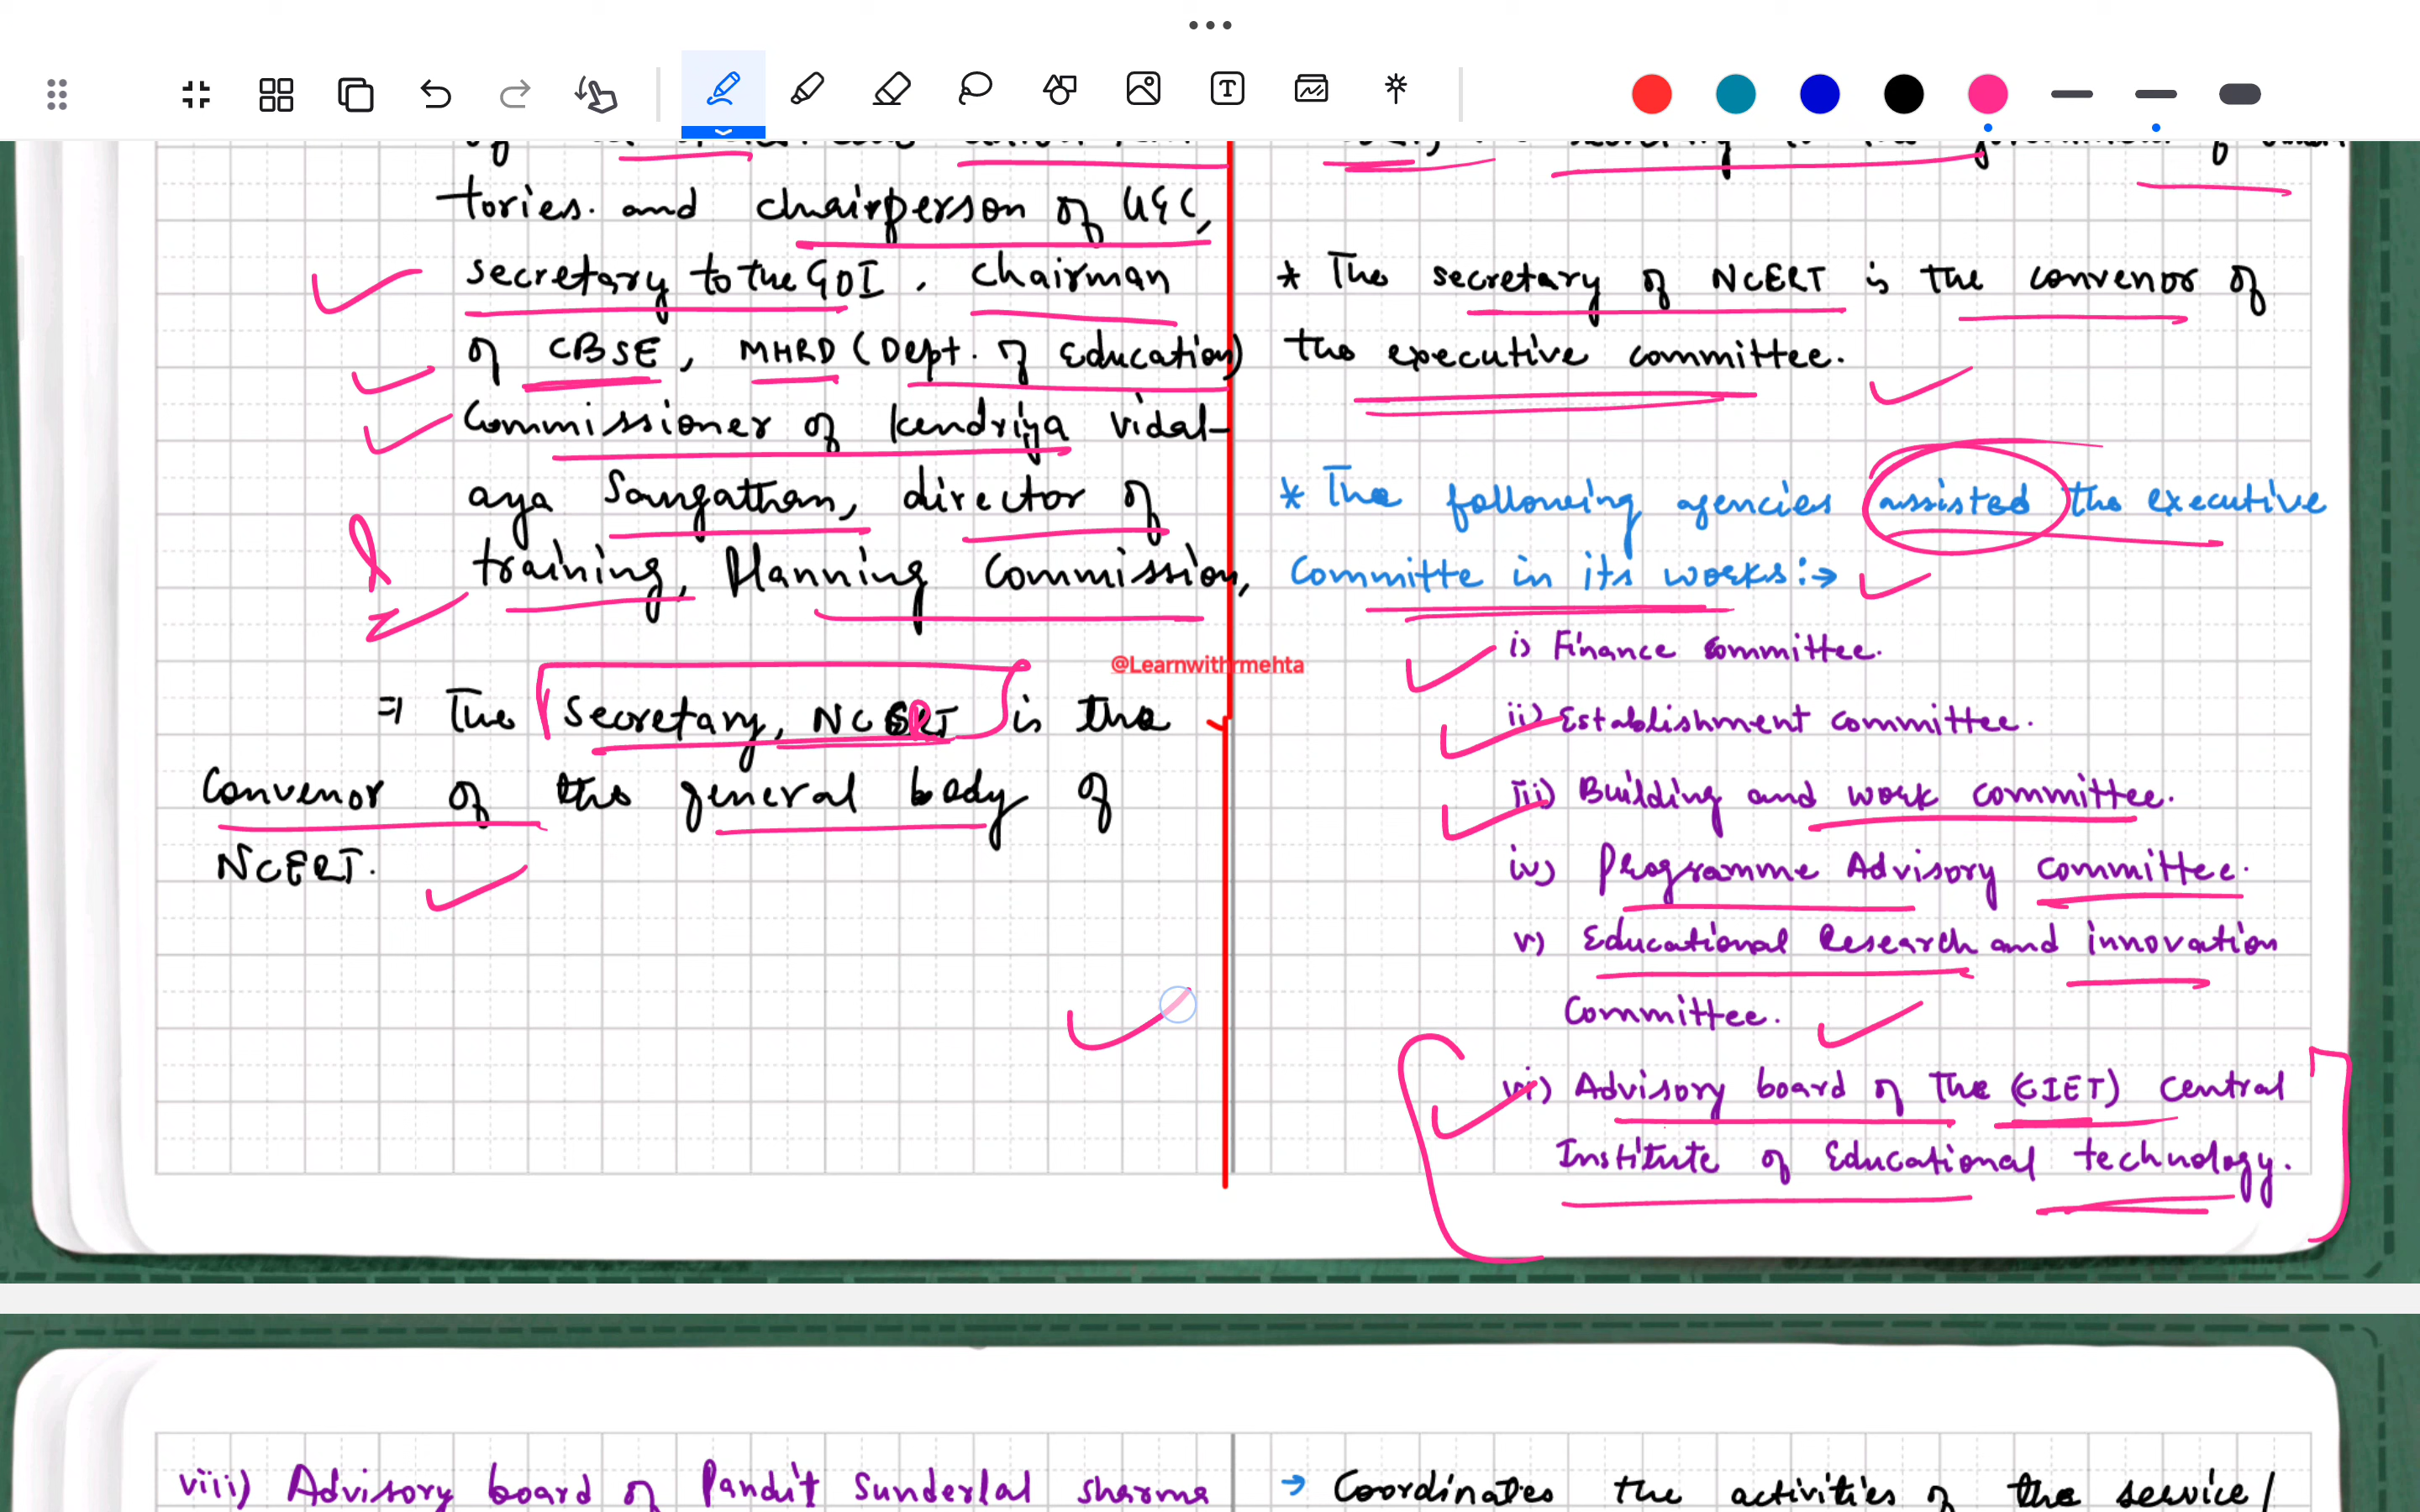 tories. and chairperson of UGC,
secretary to the GOI, Chairman
of CBSE, MHRD (Dept. of Education)
Commissioner of kendriya vidal-
aya Sangathan, director of
training, Planning Commission,
@Learnwithrmehta
⇒ The Secretary, NCERT is the
Convenor of the general body of
NCERT.
* The secretary of NCERT is the convenor of
the executive committee.
* The following agencies assisted the executive
Committe in its works:→
i) Finance committee.
ii) Establishment committee.
iii) Building and work committee.
iv) Programme Advisory committee.
v) Educational Research and innovation
Committee.
vi) Advisory board of The (CIET) Central
Institute of Educational technology.
viii) Advisory board of Pandit Sunderlal sharma
→ Coordinates the activities of the service/